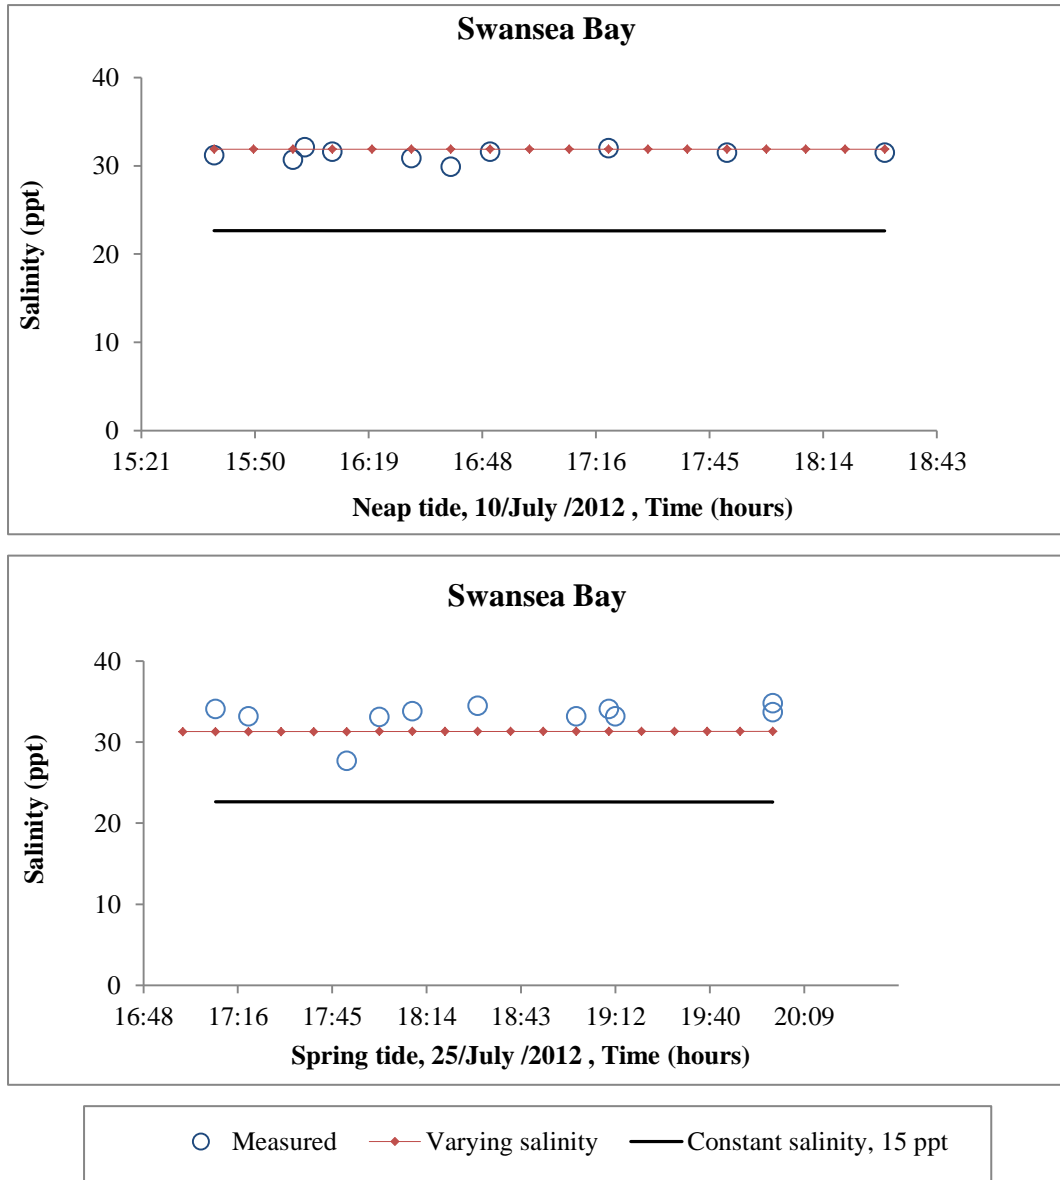 Swansea Bay
40
30
20
10
0
Salinity (ppt)
15:21 15:50 16:19 16:48 17:16 17:45 18:14 18:43
Neap tide, 10/July /2012 , Time (hours)
Swansea Bay
40
30
20
10
0
Salinity (ppt)
16:48 17:16 17:45 18:14 18:43 19:12 19:40 20:09
Spring tide, 25/July /2012 , Time (hours)
Measured Varying salinity Constant salinity, 15 ppt